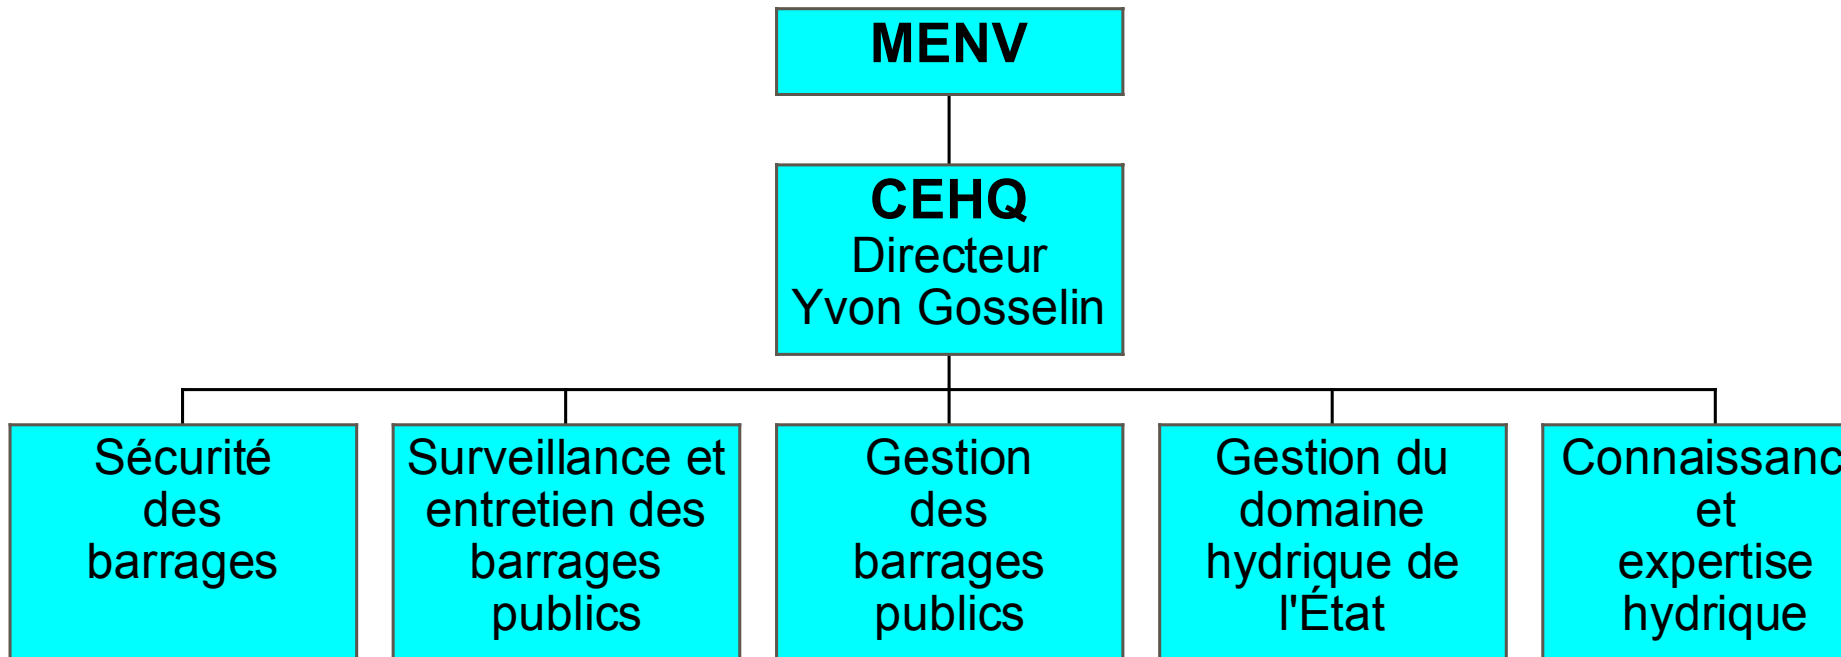 MENV
CEHQ
Directeur
Yvon Gosselin
Sécurité
des
barrages
Surveillance et
entretien des
barrages
publics
Gestion
des
barrages
publics
Gestion du
domaine
hydrique de
l'État
Connaissanc
et
expertise
hydrique